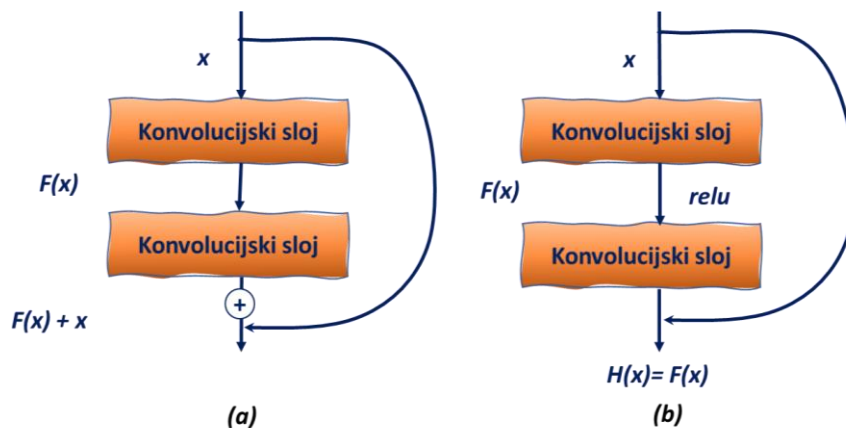 x
Konvolucijski sloj
F(x)
Konvolucijski sloj
+
F(x) + x
(a)
x
Konvolucijski sloj
F(x)
relu
Konvolucijski sloj
H(x)= F(x)
(b)